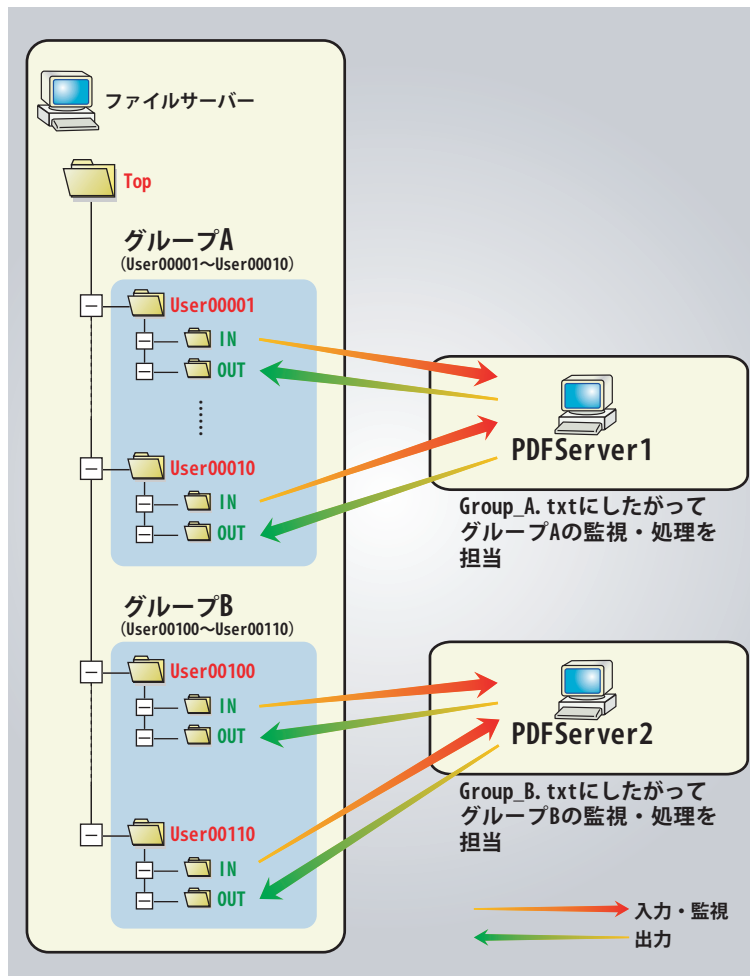 ファイルサーバー
Top
グループA
(User00001〜User00010)
User00001
IN
OUT
User00010
IN
OUT
PDFServer1
Group_A.txtにしたがって
グループAの監視・処理を
担当
グループB
(User00100〜User00110)
User00100
IN
OUT
User00110
IN
OUT
PDFServer2
Group_B.txtにしたがって
グループBの監視・処理を
担当
入力・監視
出力